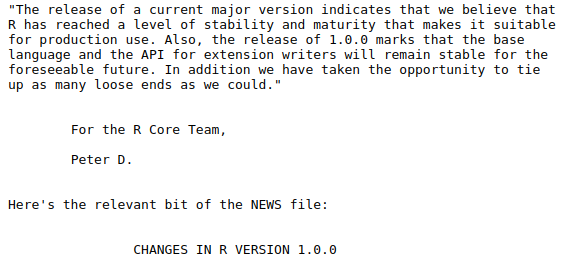 "The release of a current major version indicates that we believe that
R has reached a level of stability and maturity that makes it suitable
for production use. Also, the release of 1.0.0 marks that the base
language and the API for extension writers will remain stable for the
foreseeable future. In addition we have taken the opportunity to tie
up as many loose ends as we could."
For the R Core Team,
Peter D.
Here's the relevant bit of the NEWS file:
CHANGES IN R VERSION 1.0.0